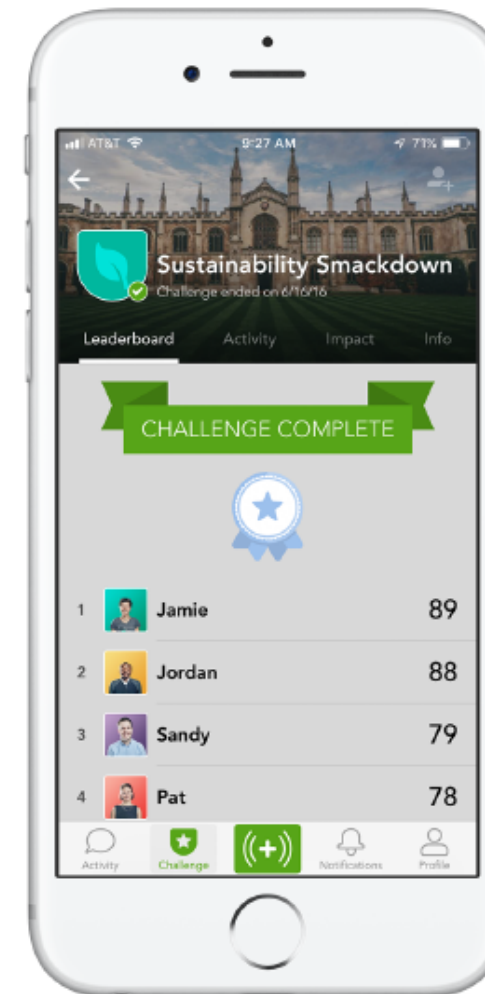 AT&T 9:27 AM 71%
Sustainability Smackdown
Challenge ended on 6/16/16
Leaderboard Activity Impact Info
CHALLENGE COMPLETE
1 Jamie 89
2 Jordan 88
3 Sandy 79
4 Pat 78
Activity Challenge ((+)) Notifications Profile